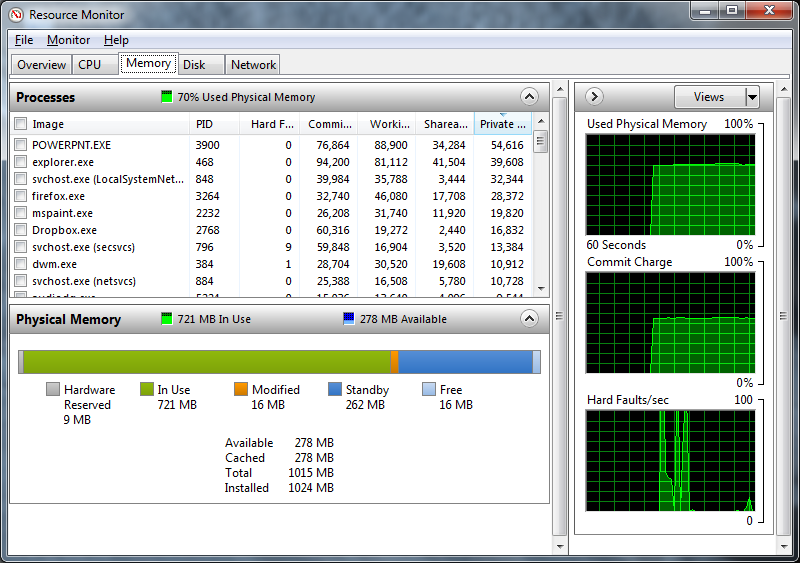 Resource Monitor
File Monitor Help
Overview CPU Memory Disk Network
Processes 70% Used Physical Memory
Image PID Hard F... Commi... Worki... Sharea... Private ...
POWERPNT.EXE 3900 0 76,864 88,900 34,284 54,616
explorer.exe 468 0 94,200 81,112 41,504 39,608
svchost.exe (LocalSystemNet... 848 0 39,984 35,788 3,444 32,344
firefox.exe 3264 0 32,740 46,080 17,708 28,372
mspaint.exe 2232 0 26,208 31,740 11,920 19,820
Dropbox.exe 2768 0 60,316 19,272 2,440 16,832
svchost.exe (secsvcs) 796 9 59,848 16,904 3,520 13,384
dwm.exe 384 1 28,704 30,520 19,608 10,912
svchost.exe (netsvcs) 884 0 25,388 16,508 5,780 10,728
Physical Memory 721 MB In Use 278 MB Available
Hardware Reserved 9 MB
In Use 721 MB
Modified 16 MB
Standby 262 MB
Free 16 MB
Available 278 MB
Cached 278 MB
Total 1015 MB
Installed 1024 MB
Views
Used Physical Memory 100%
60 Seconds 0%
Commit Charge 100%
0%
Hard Faults/sec 100
0